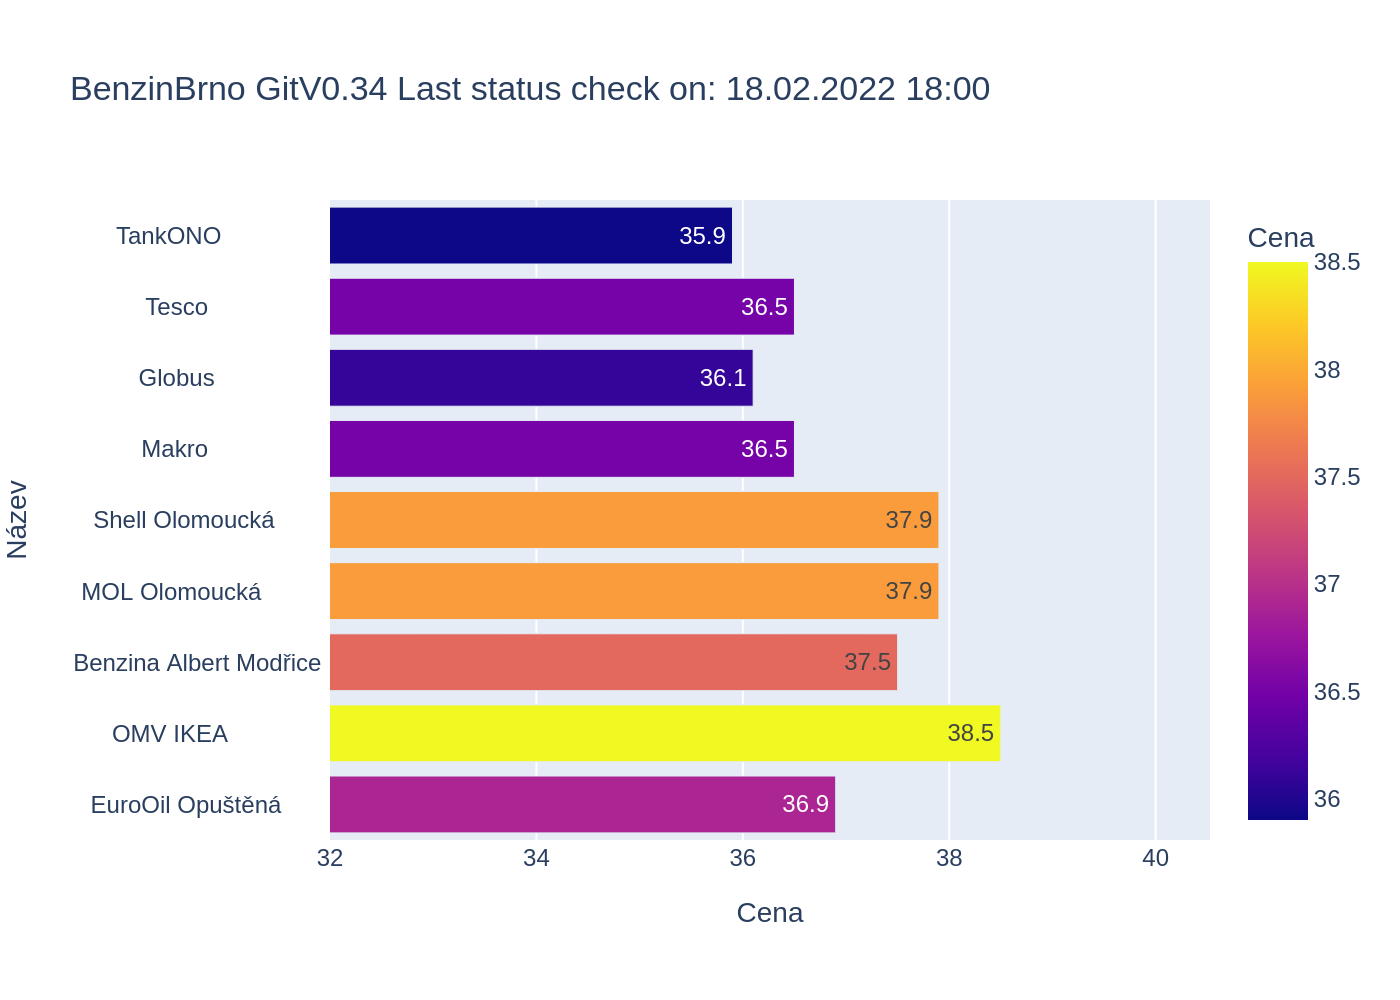 BenzinBrno GitV0.34 Last status check on: 18.02.2022 18:00
Název
TankONO 35.9
Tesco 36.5
Globus 36.1
Makro 36.5
Shell Olomoucká 37.9
MOL Olomoucká 37.9
Benzina Albert Modřice 37.5
OMV IKEA 38.5
EuroOil Opuštěná 36.9
32 34 36 38 40
Cena
Cena
38.5
38
37.5
37
36.5
36